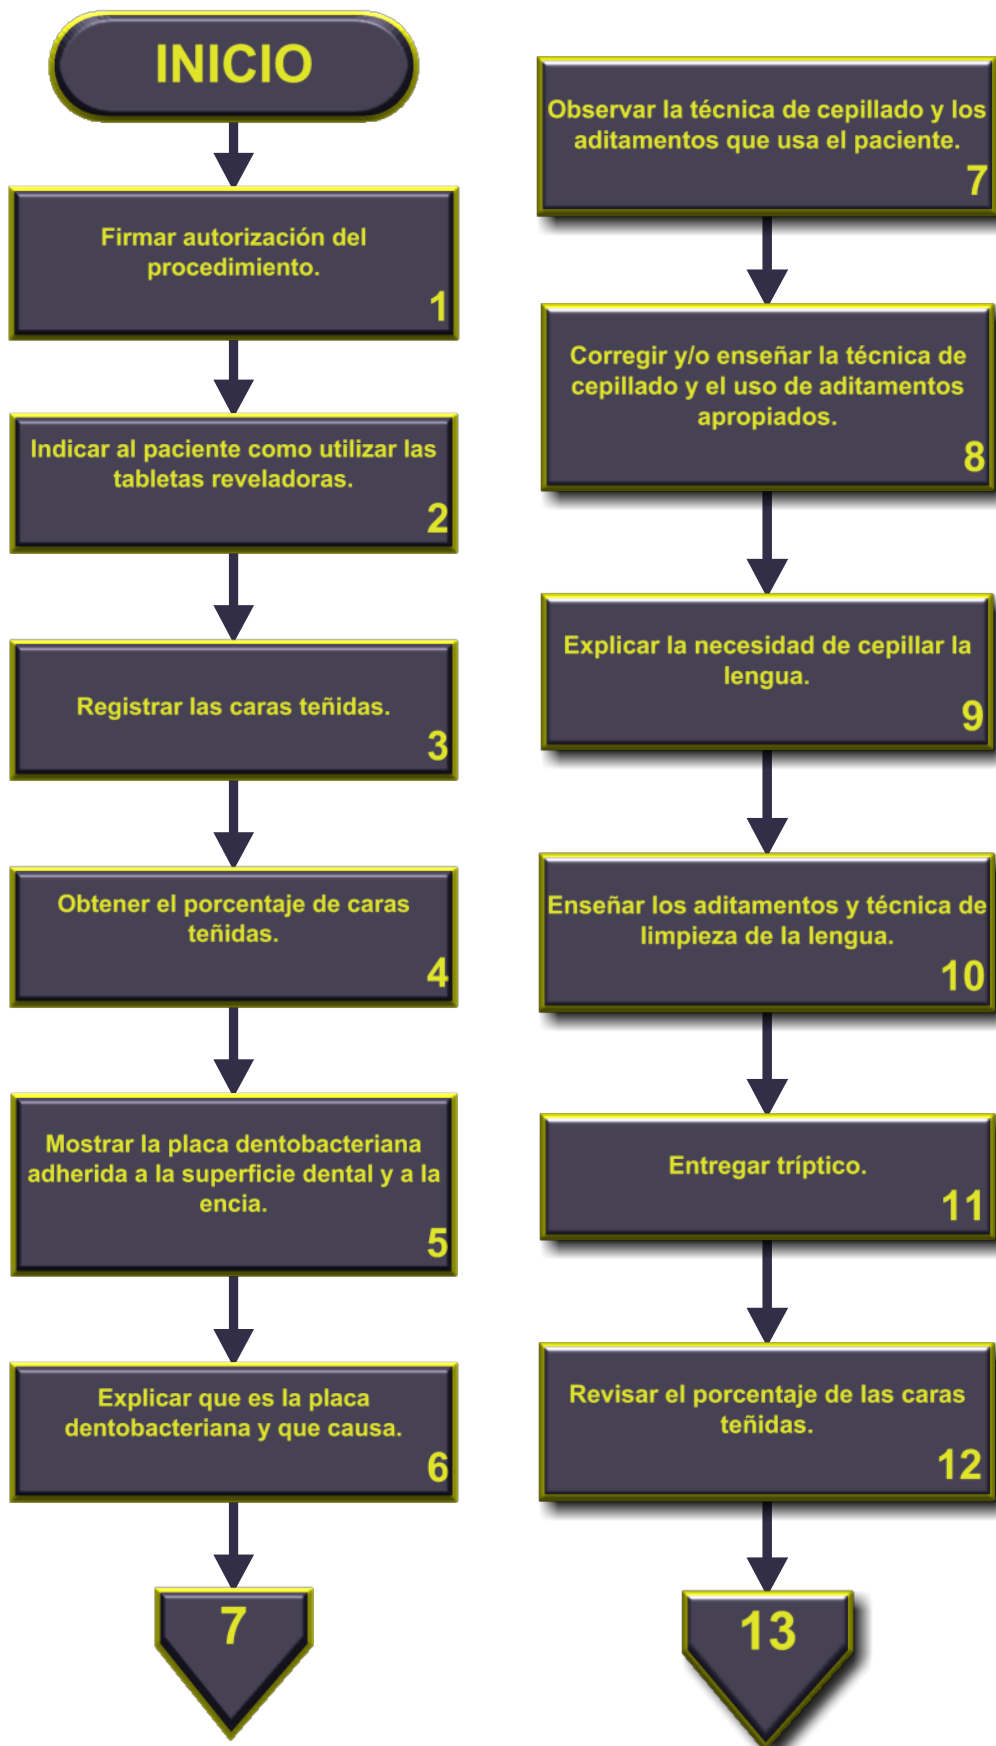 INICIO
Firmar autorización del
procedimiento.
1
Indicar al paciente como utilizar las
tabletas reveladoras.
2
Registrar las caras teñidas.
3
Obtener el porcentaje de caras
teñidas.
4
Mostrar la placa dentobacteriana
adherida a la superficie dental y a la
encia.
5
Explicar que es la placa
dentobacteriana y que causa.
6
7
Observar la técnica de cepillado y los
aditamentos que usa el paciente.
7
Corregir y/o enseñar la técnica de
cepillado y el uso de aditamentos
apropiados.
8
Explicar la necesidad de cepillar la
lengua.
9
Enseñar los aditamentos y técnica de
limpieza de la lengua.
10
Entregar tríptico.
11
Revisar el porcentaje de las caras
teñidas.
12
13